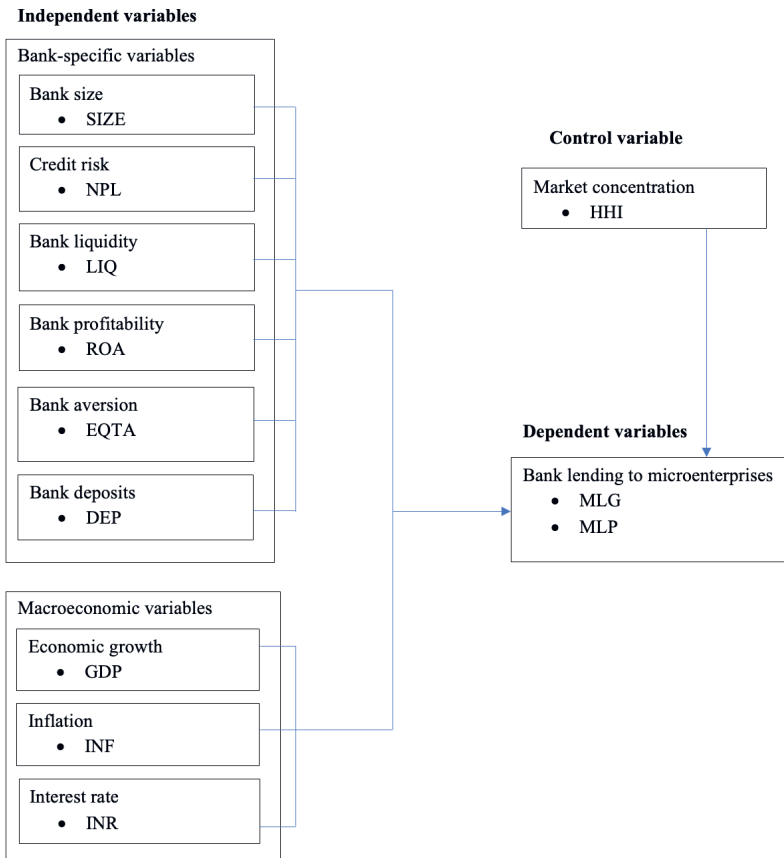 Independent variables
Bank-specific variables
Bank size
• SIZE
Credit risk
• NPL
Bank liquidity
• LIQ
Bank profitability
• ROA
Bank aversion
• EQTA
Bank deposits
• DEP
Macroeconomic variables
Economic growth
• GDP
Inflation
• INF
Interest rate
• INR
Control variable
Market concentration
• HHI
Dependent variables
Bank lending to microenterprises
• MLG
• MLP